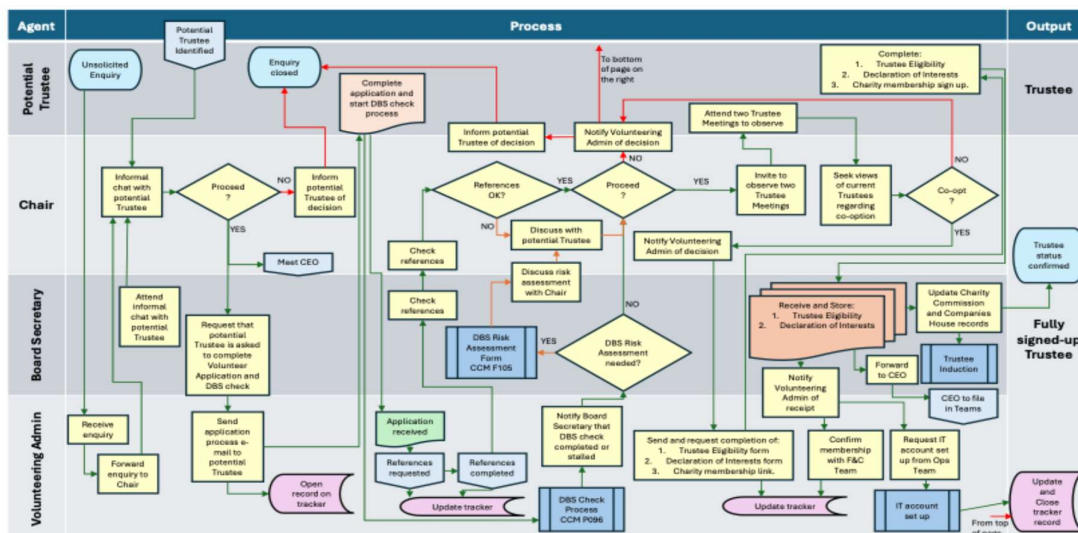 Agent
Process
Output
Potential
Trustee
Identified
Unsolicited
Enquiry
Enquiry
closed
Potential
Trustee
Complete
application and
start DBS check
process
To bottom
of page on
the right
Complete:
1. Trustee Eligibility
2. Declaration of Interests
3. Charity membership sign up.
Trustee
Inform potential
Trustee of decision
Notify Volunteering
Admin of decision
Attend two Trustee
Meetings to observe
Chair
Informal
chat with
potential
Trustee
Proceed
?
NO
Inform
potential
Trustee of
decision
YES
Meet CEO
References
OK?
YES
NO
Proceed
?
NO
YES
Invite to
observe two
Trustee
Meetings
Seek views
of current
Trustees
regarding
co-option
Co-opt
?
NO
YES
Discuss with
potential Trustee
Check
references
Discuss risk
assessment
with Chair
Notify Volunteering
Admin of decision
Trustee
status
confirmed
Board Secretary
Attend
informal chat
with potential
Trustee
Request that
potential
Trustee is asked
to complete
Volunteer
Application and
DBS check
Check
references
DBS Risk
Assessment
Form
CCM F105
YES
DBS Risk
Assessment
needed?
NO
Receive and Store:
1. Trustee Eligibility
2. Declaration of Interests
Update Charity
Commission
and Companies
House records
Fully
signed-up
Trustee
Forward
to CEO
Trustee
Induction
Notify
Volunteering
Admin of
receipt
CEO to file
in Teams
Volunteering Admin
Receive
enquiry
Forward
enquiry to
Chair
Send
application
process e-
mail to
potential
Trustee
Open
record on
tracker
Application
received
References
requested
References
completed
Update tracker
Notify Board
Secretary that
DBS check
completed or
stalled
DBS Check
Process
CCM P096
Send and request completion of:
1. Trustee Eligibility form
2. Declaration of Interests form
3. Charity membership link.
Update tracker
Confirm
membership
with F&C
Team
Request IT
account set
up from Ops
Team
IT account
set up
Update
and
Close
tracker
record
From top